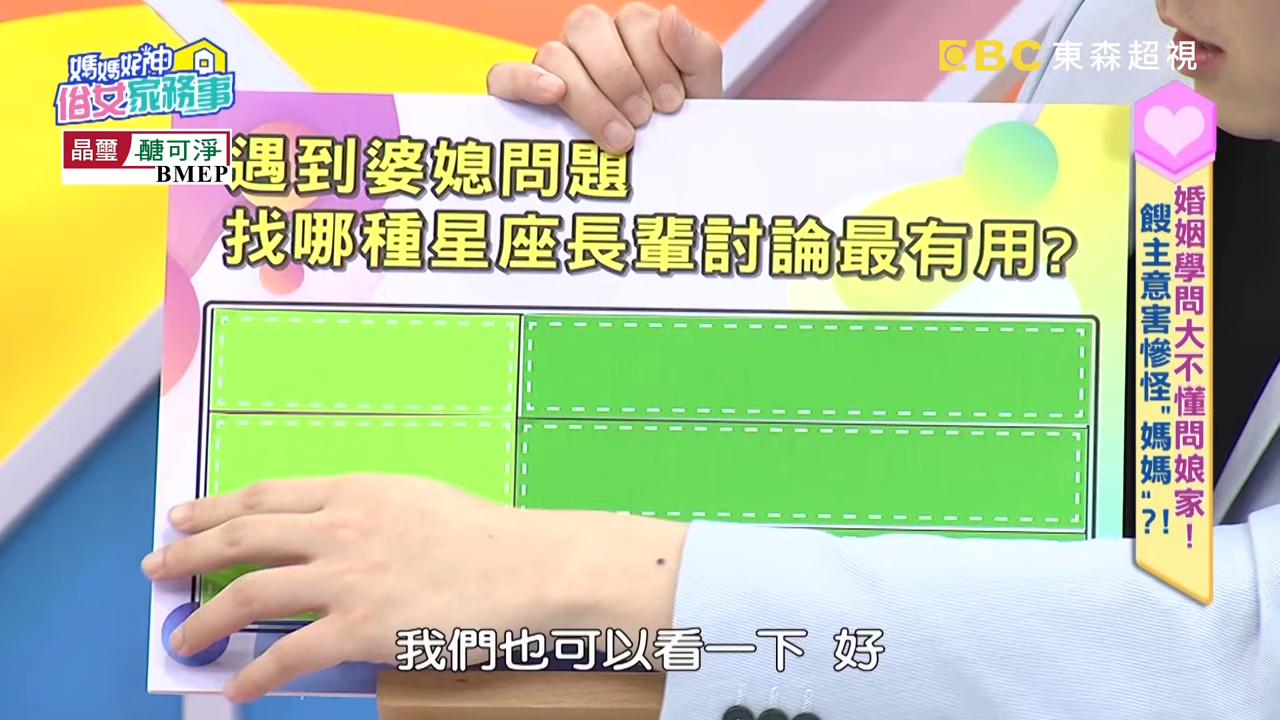 媽媽好神
俗女家務事
晶璽 醣可淨
BMEP
EBC 東森超視
遇到婆媳問題
找哪種星座長輩討論最有用?
婚姻學問大不懂問娘家!
餿主意害慘怪"媽媽"?!
我們也可以看一下 好